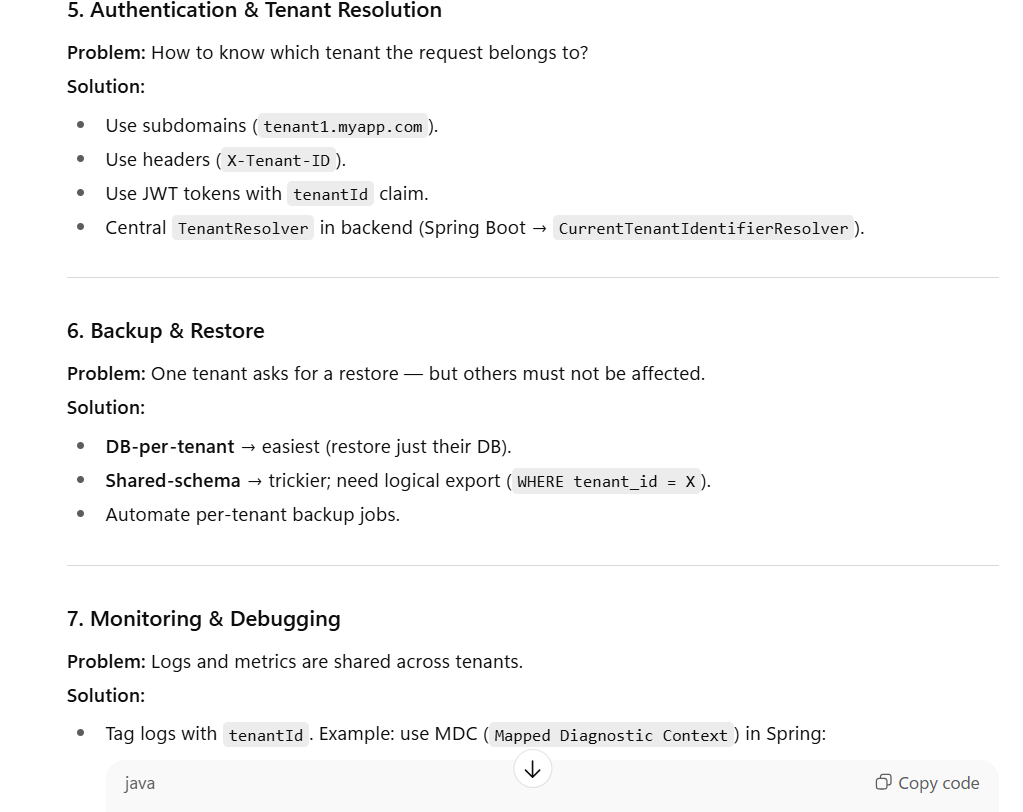 5. Authentication & Tenant Resolution
Problem: How to know which tenant the request belongs to?
Solution:
• Use subdomains (tenant1.myapp.com).
• Use headers (X-Tenant-ID).
• Use JWT tokens with tenantId claim.
• Central TenantResolver in backend (Spring Boot → CurrentTenantIdentifierResolver).
6. Backup & Restore
Problem: One tenant asks for a restore — but others must not be affected.
Solution:
• DB-per-tenant → easiest (restore just their DB).
• Shared-schema → trickier; need logical export (WHERE tenant_id = X).
• Automate per-tenant backup jobs.
7. Monitoring & Debugging
Problem: Logs and metrics are shared across tenants.
Solution:
• Tag logs with tenantId. Example: use MDC (Mapped Diagnostic Context) in Spring:
java Copy code